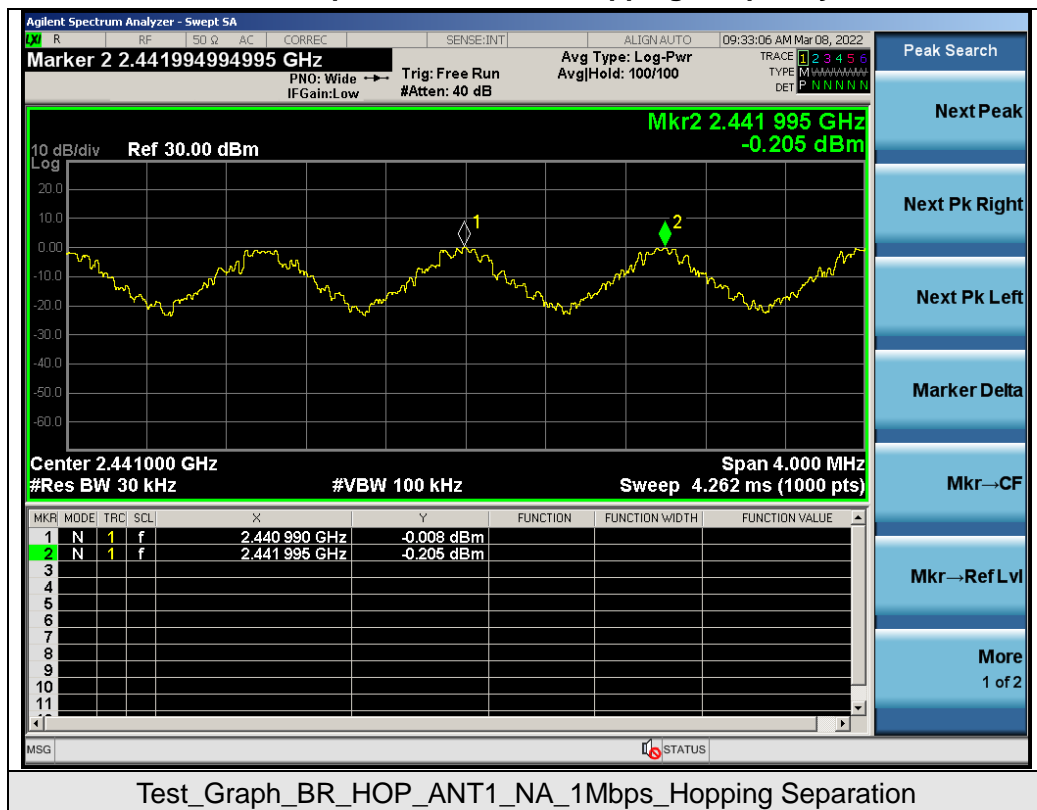 Agilent Spectrum Analyzer - Swept SA
LXI R RF 50 Ω AC CORREC SENSE:INT ALIGN AUTO 09:33:06 AM Mar 08, 2022
Marker 2 2.441994994995 GHz
PNO: Wide
IFGain:Low
Trig: Free Run
#Atten: 40 dB
Avg Type: Log-Pwr
Avg|Hold: 100/100
TRACE 1 2 3 4 5 6
TYPE M WWWWW
DET P N N N N N
Peak Search
Next Peak
Next Pk Right
Next Pk Left
Marker Delta
Mkr→CF
Mkr→Ref Lvl
More
1 of 2
Mkr2 2.441 995 GHz
-0.205 dBm
10 dB/div Ref 30.00 dBm
Log
20.0
10.0
0.00
-10.0
-20.0
-30.0
-40.0
-50.0
-60.0
1
2
Center 2.441000 GHz Span 4.000 MHz
#Res BW 30 kHz #VBW 100 kHz Sweep 4.262 ms (1000 pts)
MKR MODE TRC SCL X Y FUNCTION FUNCTION WIDTH FUNCTION VALUE
1 N 1 f 2.440 990 GHz -0.008 dBm
2 N 1 f 2.441 995 GHz -0.205 dBm
3
4
5
6
7
8
9
10
11
MSG STATUS
Test_Graph_BR_HOP_ANT1_NA_1Mbps_Hopping Separation